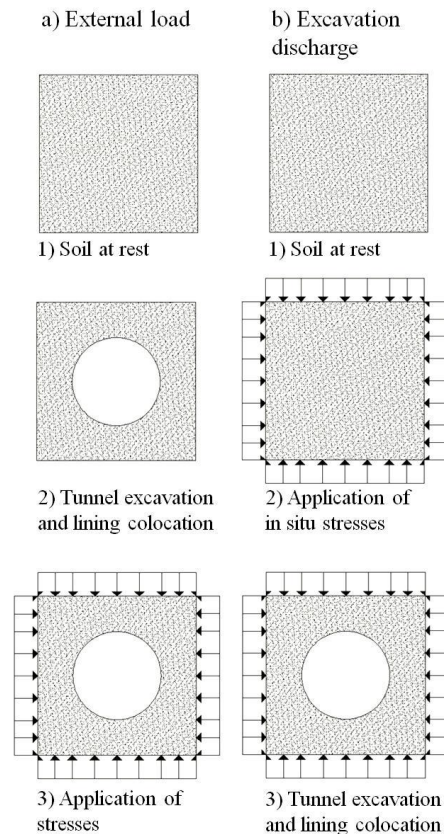 a) External load
b) Excavation
discharge
1) Soil at rest
1) Soil at rest
2) Tunnel excavation
and lining colocation
2) Application of
in situ stresses
3) Application of
stresses
3) Tunnel excavation
and lining colocation